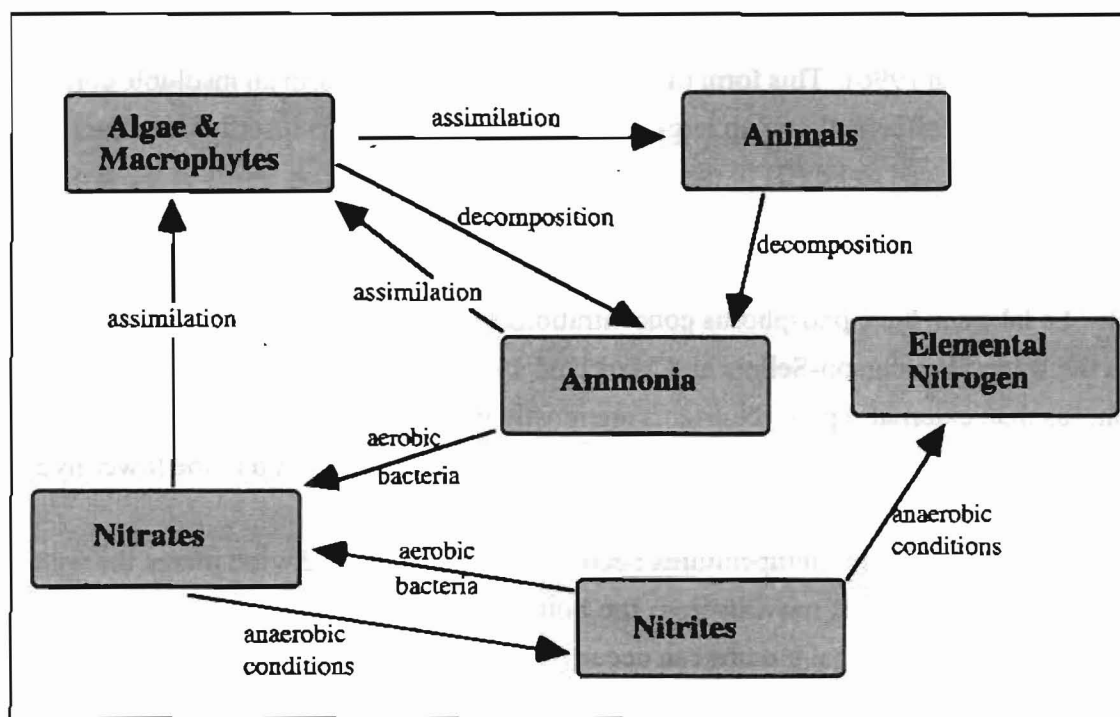 Algae &
Macrophytes
assimilation
Animals
decomposition
decomposition
assimilation
assimilation
Ammonia
Elemental
Nitrogen
aerobic
bacteria
Nitrates
aerobic
bacteria
anaerobic
conditions
Nitrites
anaerobic
conditions